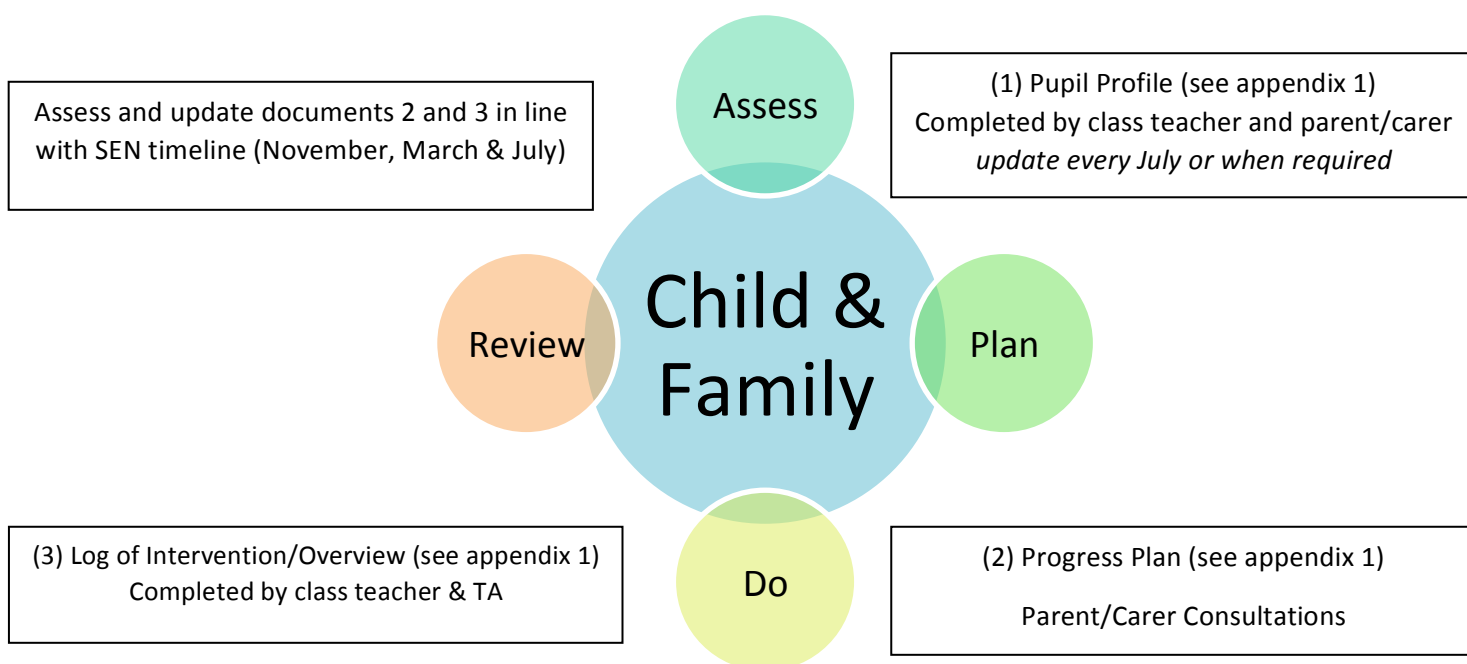 Assess and update documents 2 and 3 in line
with SEN timeline (November, March & July)
Assess
(1) Pupil Profile (see appendix 1)
Completed by class teacher and parent/carer
update every July or when required
Review
Child &
Family
Plan
(3) Log of Intervention/Overview (see appendix 1)
Completed by class teacher & TA
Do
(2) Progress Plan (see appendix 1)
Parent/Carer Consultations